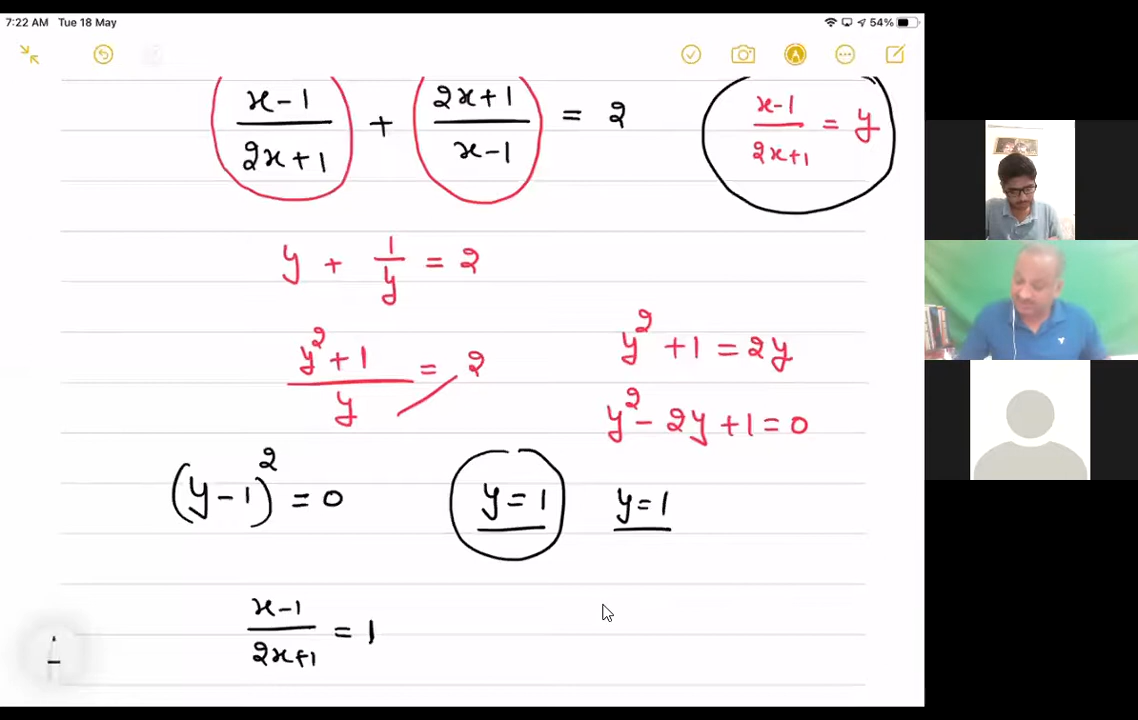 7:22 AM Tue 18 May 54%
x-1/2x+1 + 2x+1/x-1 = 2
x-1/2x+1 = y
y + 1/y = 2
y²+1/y = 2
y²+1=2y
y²-2y+1=0
(y-1)²=0 y=1 y=1
x-1/2x+1 = 1